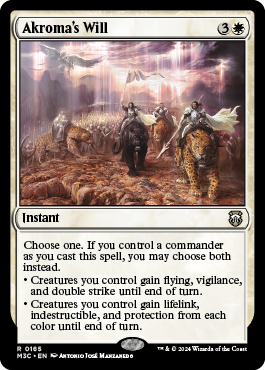 Akroma's Will 3
Instant
Choose one. If you control a commander
as you cast this spell, you may choose both
instead.
• Creatures you control gain flying, vigilance,
and double strike until end of turn.
• Creatures you control gain lifelink,
indestructible, and protection from each
color until end of turn.
R 0165
M3C • EN Antonio José Manzanedo
™ & © 2024 Wizards of the Coast